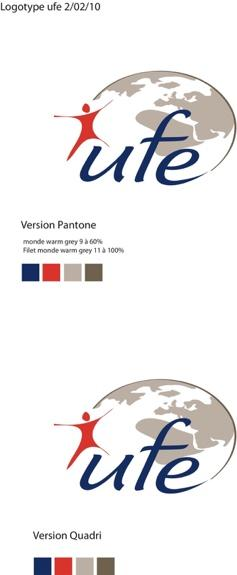 Logotype ufe 2/02/10
ufe
Version Pantone
monde warm grey 9 à 60%
Filet monde warm grey 11 à 100%
ufe
Version Quadri